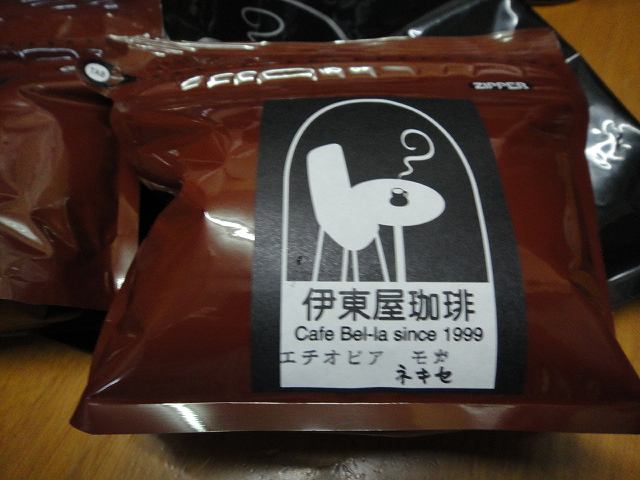 TAB
ZIPPER
伊東屋珈琲
Cafe Bel-la since 1999
エチオピア モカ
ネキセ